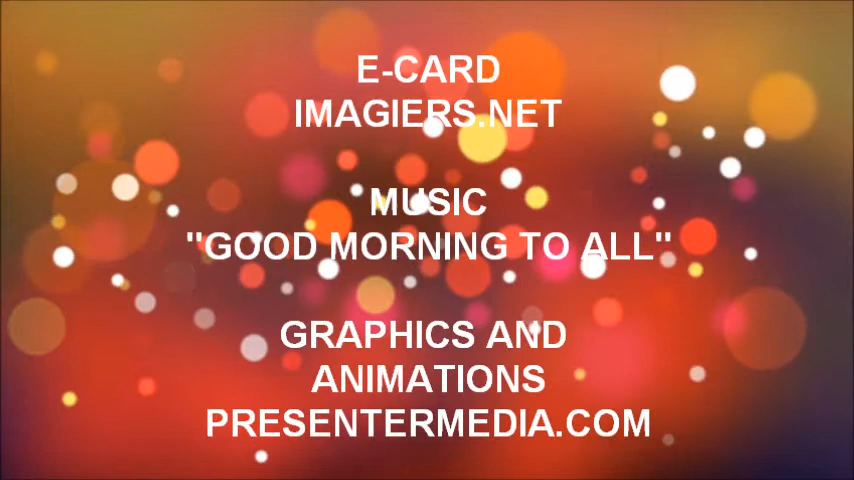 E-CARD
IMAGIERS.NET
MUSIC
"GOOD MORNING TO ALL"
GRAPHICS AND
ANIMATIONS
PRESENTERMEDIA.COM